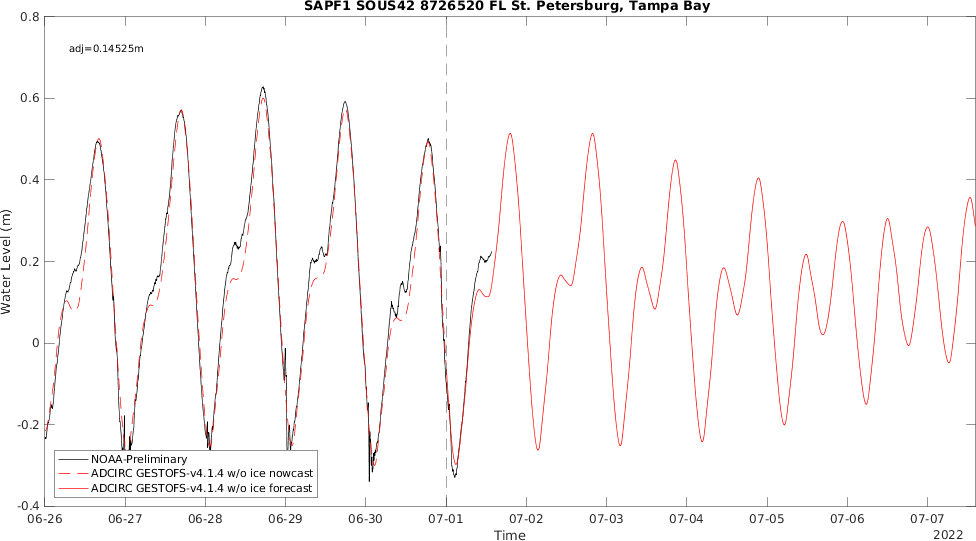 SAPF1 SOUS42 8726520 FL St. Petersburg, Tampa Bay
0.8
adj=0.14525m
0.6
0.4
0.2
0
-0.2
-0.4
Water Level (m)
NOAA-Preliminary
ADCIRC GESTOFS-v4.1.4 w/o ice nowcast
ADCIRC GESTOFS-v4.1.4 w/o ice forecast
06-26 06-27 06-28 06-29 06-30 07-01 07-02 07-03 07-04 07-05 07-06 07-07
Time
2022